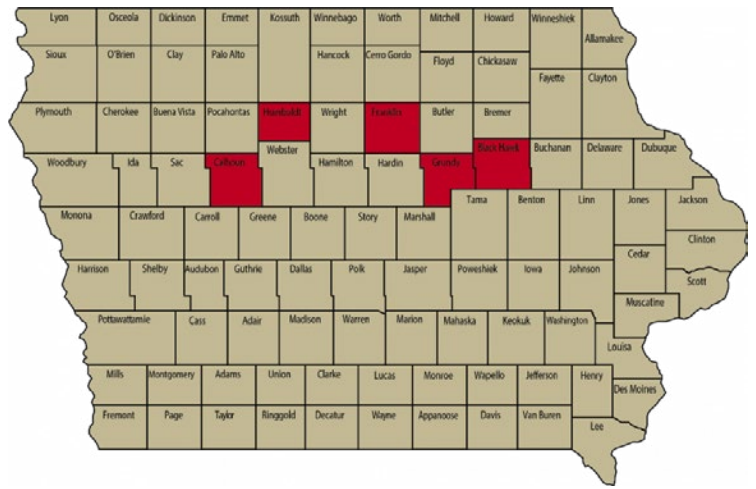 Lyon Osceola Dickinson Emmet Kossuth Winnebago Worth Mitchell Howard Winneshiek
Allamakee
Sioux O'Brien Clay Palo Alto Hancock Cerro Gordo Floyd Chickasaw
Fayette Clayton
Plymouth Cherokee Buena Vista Pocahontas Humboldt Wright Franklin Butler Bremer
Woodbury Ida Sac Calhoun Webster Hamilton Hardin Grundy Black Hawk Buchanan Delaware Dubuque
Tama Benton Linn Jones Jackson
Monona Crawford Carroll Greene Boone Story Marshall
Clinton
Cedar
Harrison Shelby Audubon Guthrie Dallas Polk Jasper Poweshiek Iowa Johnson
Scott
Muscatine
Pottawattamie Cass Adair Madison Warren Marion Mahaska Keokuk Washington
Louisa
Mills Montgomery Adams Union Clarke Lucas Monroe Wapello Jefferson Henry
Des Moines
Fremont Page Taylor Ringgold Decatur Wayne Appanoose Davis Van Buren
Lee